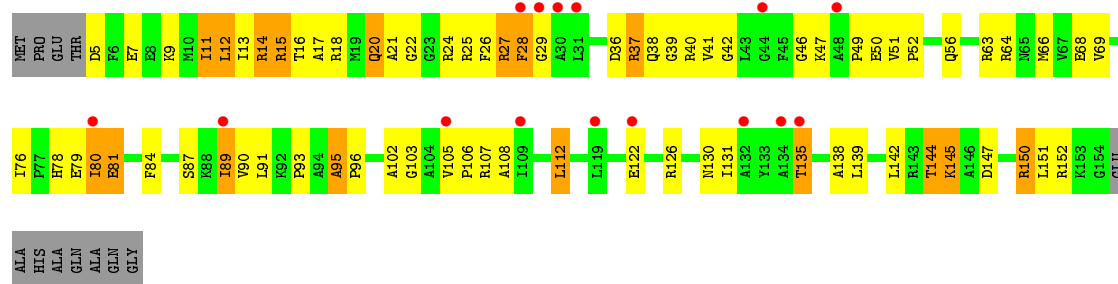 MET PRO GLU THR D5 F6 E7 E8 K9 M10 I11 L12 I13 R14 R15 T16 A17 R18 M19 Q20 A21 G22 G23 R24 R25 F26 R27 F28 G29 A30 L31 D36 R37 Q38 G39 R40 V41 G42 L43 G44 F45 G46 K47 A48 P49 E50 V51 P52 Q56 R63 R64 N65 M66 V67 E68 V69
I76 P77 H78 E79 I80 E81 F84 S87 K88 I89 V90 L91 K92 P93 A94 A95 P96 A102 G103 A104 V105 P106 R107 A108 I109 L112 L119 E122 R126 N130 I131 A132 Y133 A134 T135 A138 L139 L142 R143 T144 K145 A146 D147 R150 L151 R152 K153 G154 GLU
ALA HIS ALA GLN ALA GLN GLY